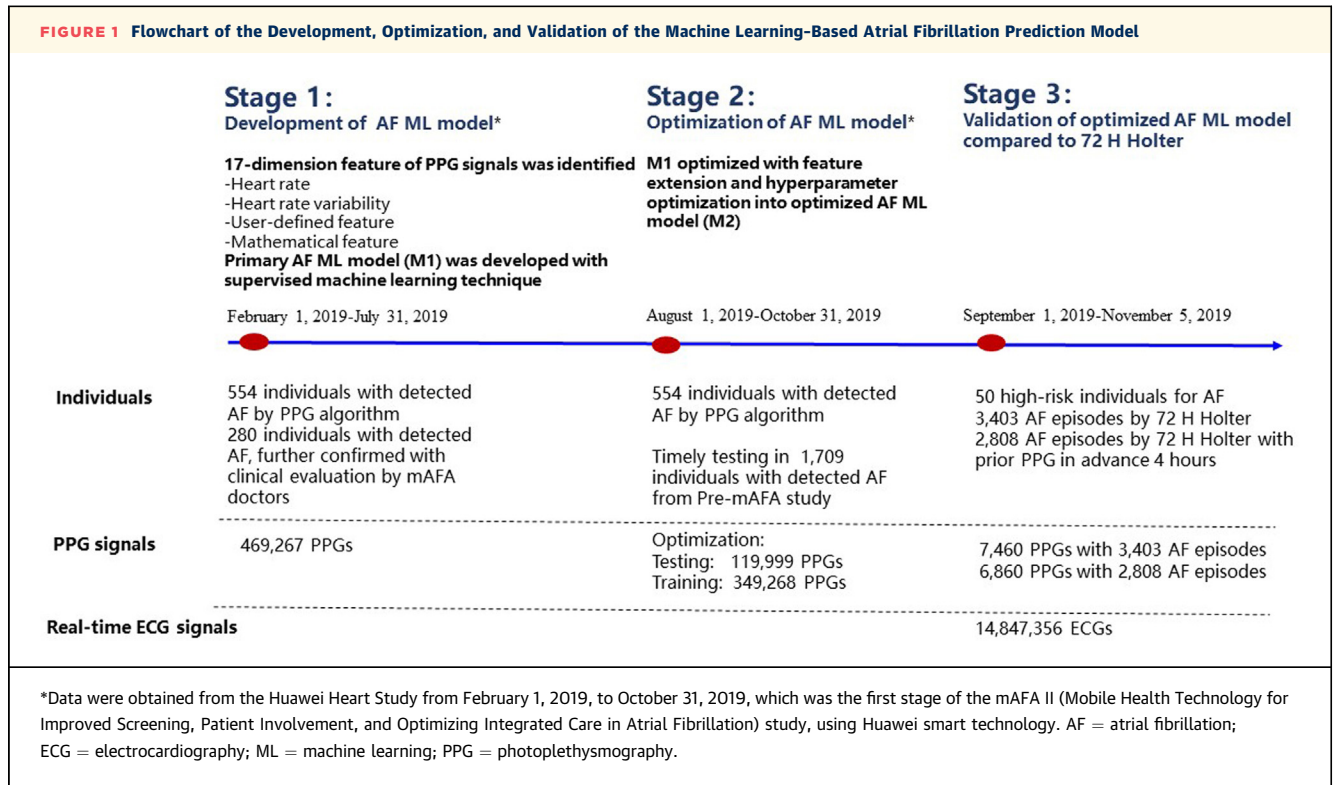 FIGURE 1 Flowchart of the Development, Optimization, and Validation of the Machine Learning-Based Atrial Fibrillation Prediction Model
Stage 1:
Development of AF ML model*
17-dimension feature of PPG signals was identified
-Heart rate
-Heart rate variability
-User-defined feature
-Mathematical feature
Primary AF ML model (M1) was developed with
supervised machine learning technique
February 1, 2019-July 31, 2019
Stage 2:
Optimization of AF ML model*
M1 optimized with feature
extension and hyperparameter
optimization into optimized AF ML
model (M2)
August 1, 2019-October 31, 2019
Stage 3:
Validation of optimized AF ML model
compared to 72 H Holter
September 1, 2019-November 5, 2019
Individuals
554 individuals with detected
AF by PPG algorithm
280 individuals with detected
AF, further confirmed with
clinical evaluation by mAFA
doctors
554 individuals with detected
AF by PPG algorithm
Timely testing in 1,709
individuals with detected AF
from Pre-mAFA study
50 high-risk individuals for AF
3,403 AF episodes by 72 H Holter
2,808 AF episodes by 72 H Holter with
prior PPG in advance 4 hours
PPG signals
469,267 PPGs
Optimization:
Testing: 119,999 PPGs
Training: 349,268 PPGs
7,460 PPGs with 3,403 AF episodes
6,860 PPGs with 2,808 AF episodes
Real-time ECG signals
14,847,356 ECGs
*Data were obtained from the Huawei Heart Study from February 1, 2019, to October 31, 2019, which was the first stage of the mAFA II (Mobile Health Technology for
Improved Screening, Patient Involvement, and Optimizing Integrated Care in Atrial Fibrillation) study, using Huawei smart technology. AF = atrial fibrillation;
ECG = electrocardiography; ML = machine learning; PPG = photoplethysmography.